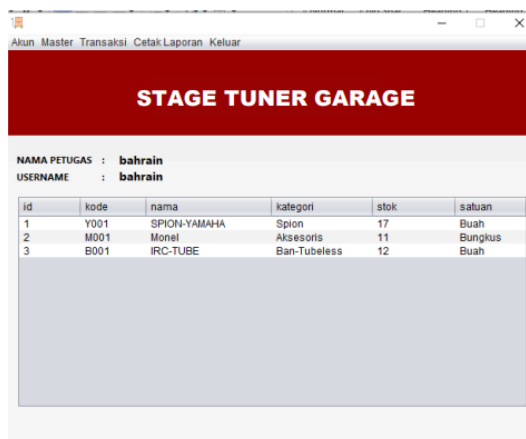 Akun Master Transaksi Cetak Laporan Keluar
STAGE TUNER GARAGE
NAMA PETUGAS : bahrain
USERNAME : bahrain
id kode nama kategori stok satuan
1 Y001 SPION-YAMAHA Spion 17 Buah
2 M001 Monel Aksesoris 11 Bungkus
3 B001 IRC-TUBE Ban-Tubeless 12 Buah